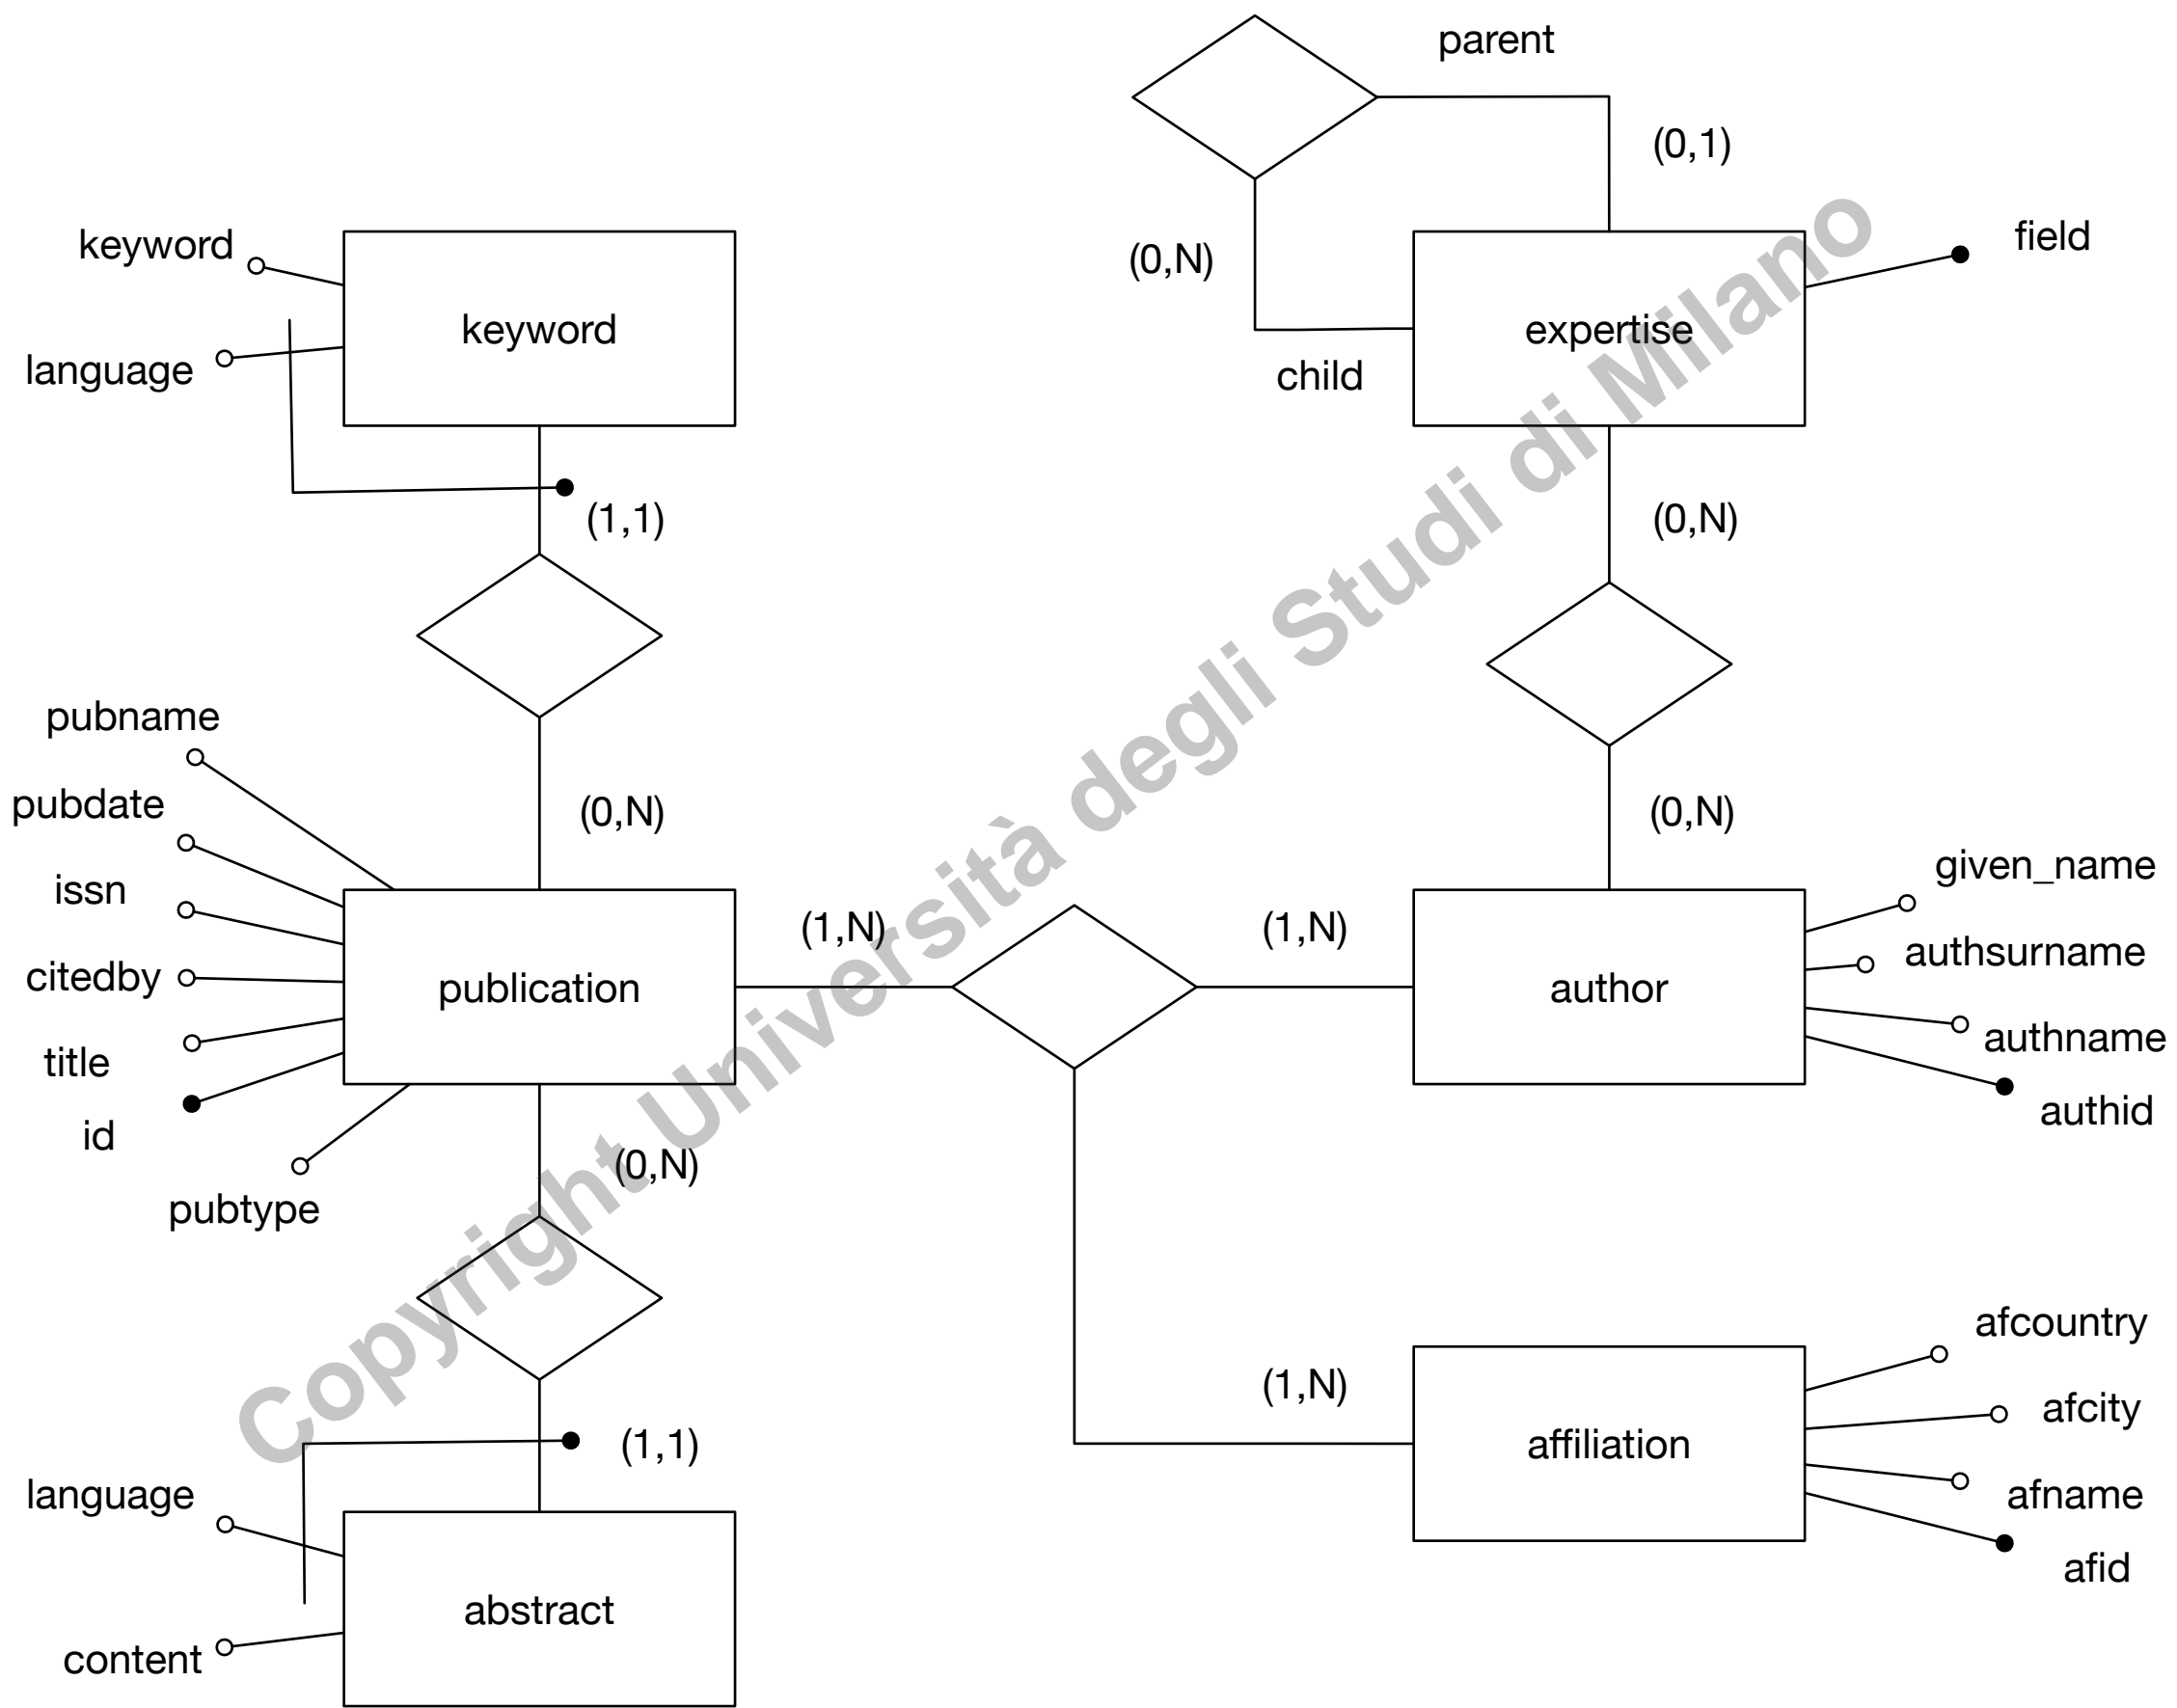 parent
(0,1)
keyword
field
(0,N)
keyword
expertise
language
child
(1,1)
(0,N)
pubname
pubdate
(0,N)
(0,N)
issn
given_name
(1,N)
(1,N)
citedby
authsurname
publication
author
title
authname
id
authid
(0,N)
pubtype
afcountry
(1,N)
afcity
(1,1)
affiliation
language
afname
afid
abstract
content
Copyright Università degli Studi di Milano